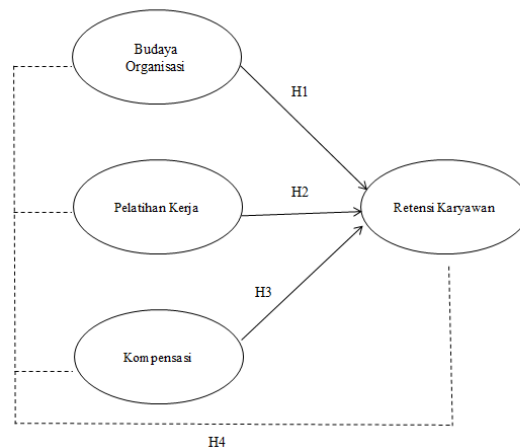 Budaya
Organisasi
H1
H2
Pelatihan Kerja
Retensi Karyawan
H3
Kompensasi
H4